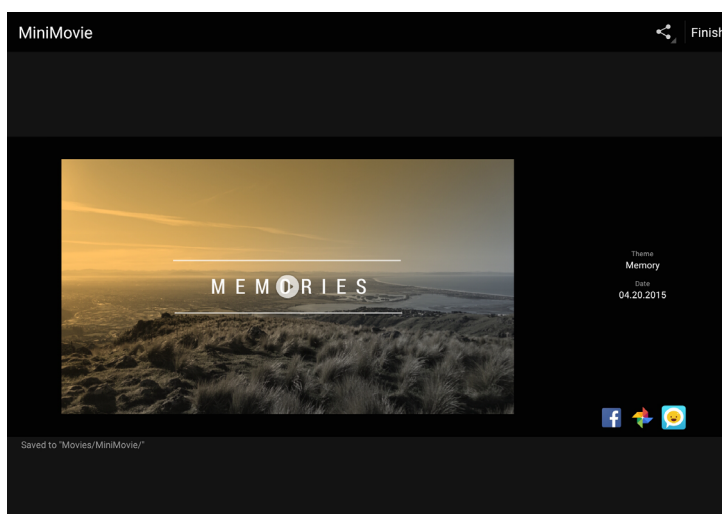 MiniMovie
Finish
MEMORIES
Theme
Memory
Date
04.20.2015
Saved to "Movies/MiniMovie/"